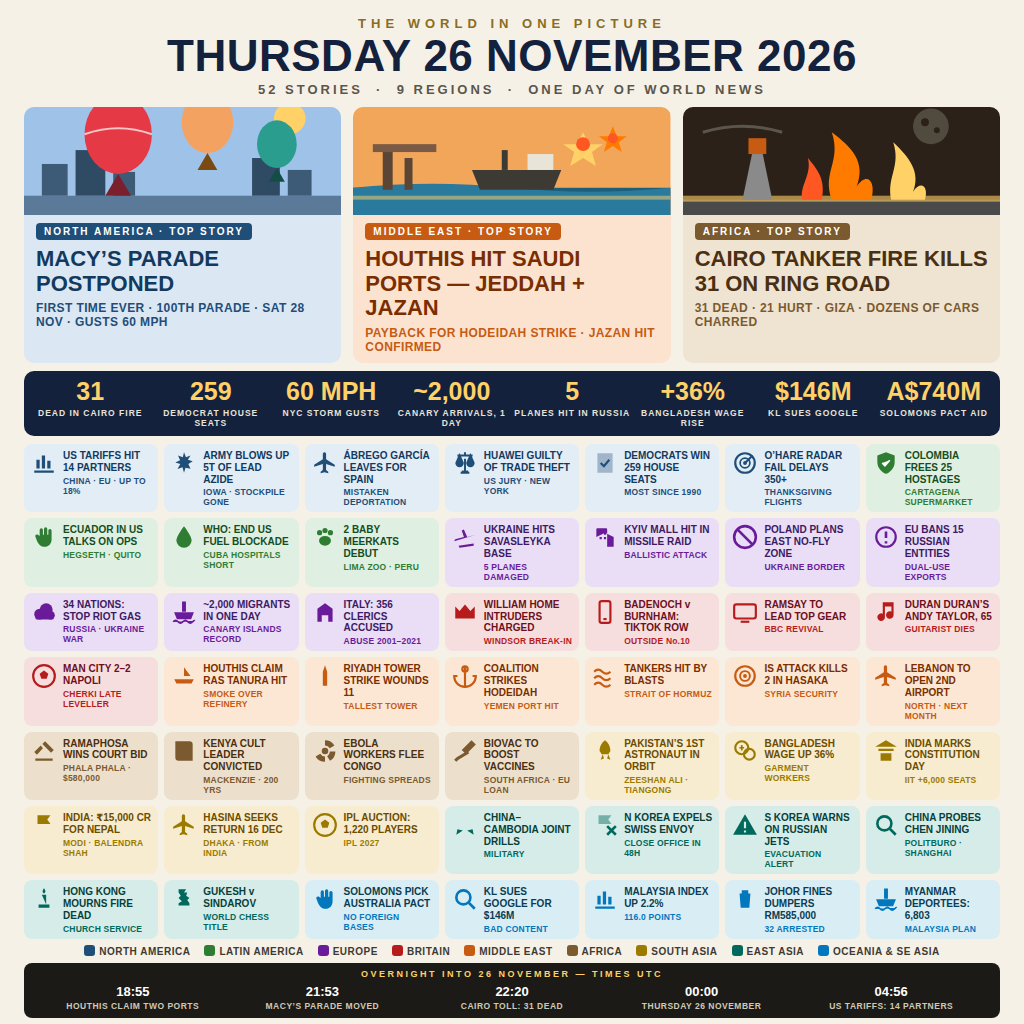 THE WORLD IN ONE PICTURE
THURSDAY 26 NOVEMBER 2026
52 STORIES · 9 REGIONS · ONE DAY OF WORLD NEWS
NORTH AMERICA · TOP STORY
MACY’S PARADE
POSTPONED
FIRST TIME EVER · 100TH PARADE · SAT 28
NOV · GUSTS 60 MPH
MIDDLE EAST · TOP STORY
HOUTHIS HIT SAUDI
PORTS — JEDDAH +
JAZAN
PAYBACK FOR HODEIDAH STRIKE · JAZAN HIT
CONFIRMED
AFRICA · TOP STORY
CAIRO TANKER FIRE KILLS
31 ON RING ROAD
31 DEAD · 21 HURT · GIZA · DOZENS OF CARS
CHARRED
31
DEAD IN CAIRO FIRE
259
DEMOCRAT HOUSE
SEATS
60 MPH
NYC STORM GUSTS
~2,000
CANARY ARRIVALS, 1
DAY
5
PLANES HIT IN RUSSIA
+36%
BANGLADESH WAGE
RISE
$146M
KL SUES GOOGLE
A$740M
SOLOMONS PACT AID
US TARIFFS HIT
14 PARTNERS
CHINA · EU · UP TO
18%
ARMY BLOWS UP
5T OF LEAD
AZIDE
IOWA · STOCKPILE
GONE
ÁBREGO GARCÍA
LEAVES FOR
SPAIN
MISTAKEN
DEPORTATION
HUAWEI GUILTY
OF TRADE THEFT
US JURY · NEW
YORK
DEMOCRATS WIN
259 HOUSE
SEATS
MOST SINCE 1990
O’HARE RADAR
FAIL DELAYS
350+
THANKSGIVING
FLIGHTS
COLOMBIA
FREES 25
HOSTAGES
CARTAGENA
SUPERMARKET
ECUADOR IN US
TALKS ON OPS
HEGSETH · QUITO
WHO: END US
FUEL BLOCKADE
CUBA HOSPITALS
SHORT
2 BABY
MEERKATS
DEBUT
LIMA ZOO · PERU
UKRAINE HITS
SAVASLEYKA
BASE
5 PLANES
DAMAGED
KYIV MALL HIT IN
MISSILE RAID
BALLISTIC ATTACK
POLAND PLANS
EAST NO-FLY
ZONE
UKRAINE BORDER
EU BANS 15
RUSSIAN
ENTITIES
DUAL-USE
EXPORTS
34 NATIONS:
STOP RIOT GAS
RUSSIA · UKRAINE
WAR
~2,000 MIGRANTS
IN ONE DAY
CANARY ISLANDS
RECORD
ITALY: 356
CLERICS
ACCUSED
ABUSE 2001–2021
WILLIAM HOME
INTRUDERS
CHARGED
WINDSOR BREAK-IN
BADENOCH v
BURNHAM:
TIKTOK ROW
OUTSIDE No.10
RAMSAY TO
LEAD TOP GEAR
BBC REVIVAL
DURAN DURAN’S
ANDY TAYLOR, 65
GUITARIST DIES
MAN CITY 2–2
NAPOLI
CHERKI LATE
LEVELLER
HOUTHIS CLAIM
RAS TANURA HIT
SMOKE OVER
REFINERY
RIYADH TOWER
STRIKE WOUNDS
11
TALLEST TOWER
COALITION
STRIKES
HODEIDAH
YEMEN PORT HIT
TANKERS HIT BY
BLASTS
STRAIT OF HORMUZ
IS ATTACK KILLS
2 IN HASAKA
SYRIA SECURITY
LEBANON TO
OPEN 2ND
AIRPORT
NORTH · NEXT
MONTH
RAMAPHOSA
WINS COURT BID
PHALA PHALA ·
$580,000
KENYA CULT
LEADER
CONVICTED
MACKENZIE · 200
YRS
EBOLA
WORKERS FLEE
CONGO
FIGHTING SPREADS
BIOVAC TO
BOOST
VACCINES
SOUTH AFRICA · EU
LOAN
PAKISTAN’S 1ST
ASTRONAUT IN
ORBIT
ZEESHAN ALI ·
TIANGONG
BANGLADESH
WAGE UP 36%
GARMENT
WORKERS
INDIA MARKS
CONSTITUTION
DAY
IIT +6,000 SEATS
INDIA: ₹15,000 CR
FOR NEPAL
MODI · BALENDRA
SHAH
HASINA SEEKS
RETURN 16 DEC
DHAKA · FROM
INDIA
IPL AUCTION:
1,220 PLAYERS
IPL 2027
CHINA–
CAMBODIA JOINT
DRILLS
MILITARY
N KOREA EXPELS
SWISS ENVOY
CLOSE OFFICE IN
48H
S KOREA WARNS
ON RUSSIAN
JETS
EVACUATION
ALERT
CHINA PROBES
CHEN JINING
POLITBURO ·
SHANGHAI
HONG KONG
MOURNS FIRE
DEAD
CHURCH SERVICE
GUKESH v
SINDAROV
WORLD CHESS
TITLE
SOLOMONS PICK
AUSTRALIA PACT
NO FOREIGN
BASES
KL SUES
GOOGLE FOR
$146M
BAD CONTENT
MALAYSIA INDEX
UP 2.2%
116.0 POINTS
JOHOR FINES
DUMPERS
RM585,000
32 ARRESTED
MYANMAR
DEPORTEES:
6,803
MALAYSIA PLAN
NORTH AMERICA
LATIN AMERICA
EUROPE
BRITAIN
MIDDLE EAST
AFRICA
SOUTH ASIA
EAST ASIA
OCEANIA & SE ASIA
OVERNIGHT INTO 26 NOVEMBER — TIMES UTC
18:55
HOUTHIS CLAIM TWO PORTS
21:53
MACY’S PARADE MOVED
22:20
CAIRO TOLL: 31 DEAD
00:00
THURSDAY 26 NOVEMBER
04:56
US TARIFFS: 14 PARTNERS